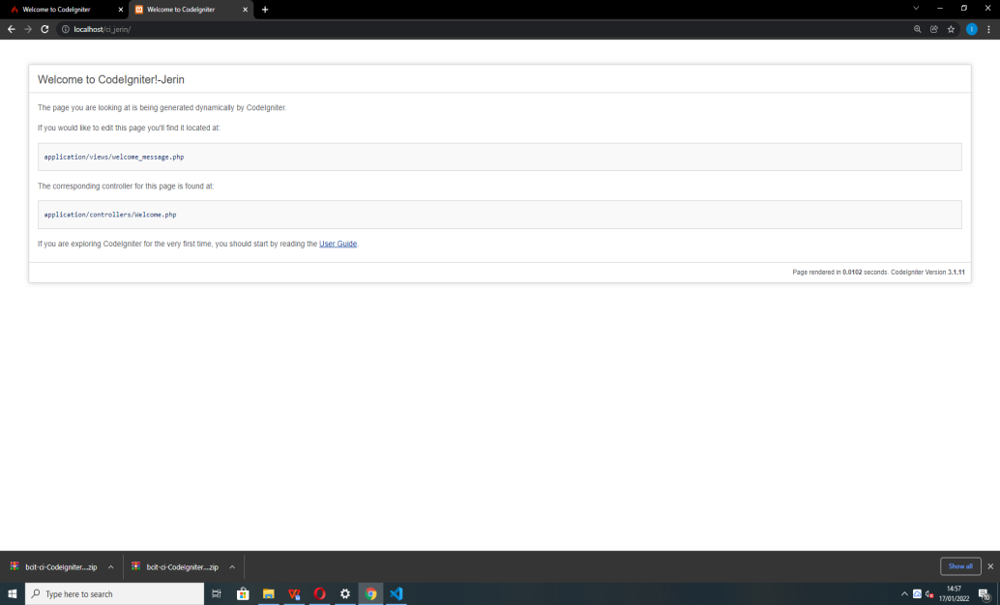 Welcome to CodeIgniter
Welcome to CodeIgniter
localhost/ci_jerin/
Welcome to CodeIgniter!-Jerin
The page you are looking at is being generated dynamically by CodeIgniter.
If you would like to edit this page you'll find it located at:
application/views/welcome_message.php
The corresponding controller for this page is found at:
application/controllers/Welcome.php
If you are exploring CodeIgniter for the very first time, you should start by reading the User Guide.
Page rendered in 0.0102 seconds. CodeIgniter Version 3.1.11
bcit-ci-CodeIgniter....zip
bcit-ci-CodeIgniter....zip
Show all
Type here to search
14:57
17/01/2022